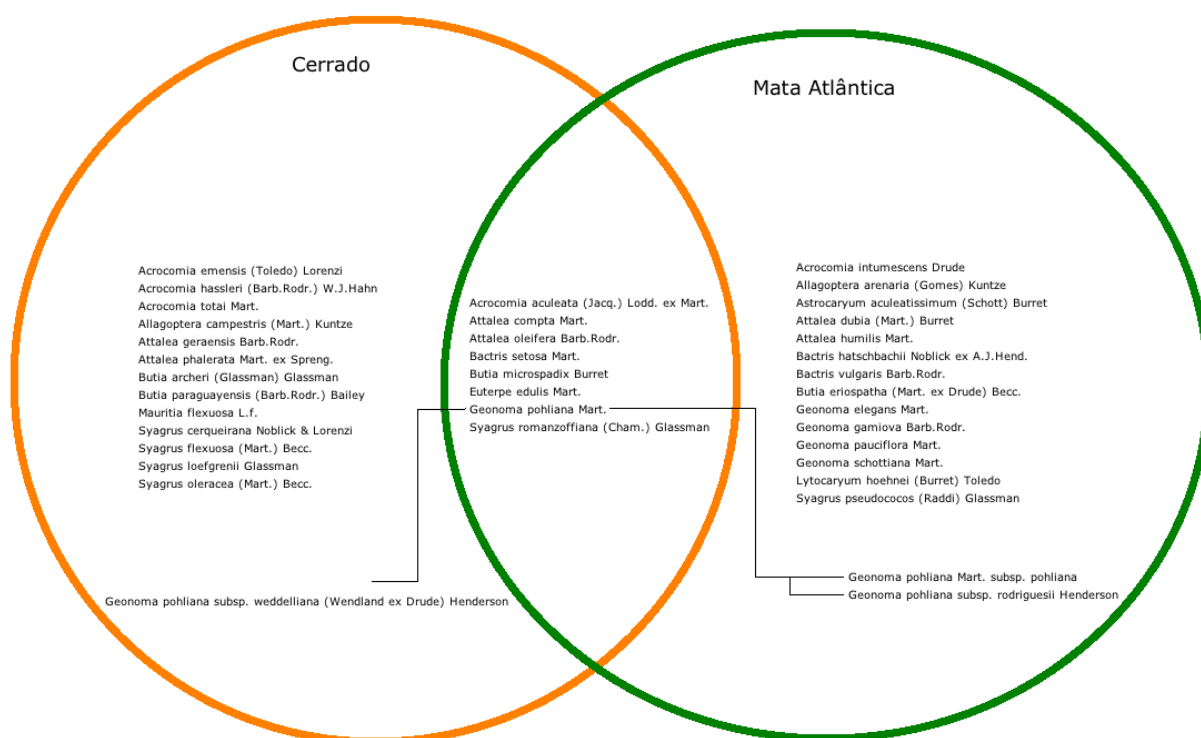 Cerrado
Acrocomia emensis (Toledo) Lorenzi
Acrocomia hassleri (Barb.Rodr.) W.J.Hahn
Acrocomia totai Mart.
Allagoptera campestris (Mart.) Kuntze
Attalea geraensis Barb.Rodr.
Attalea phalerata Mart. ex Spreng.
Butia archeri (Glassman) Glassman
Butia paraguayensis (Barb.Rodr.) Bailey
Mauritia flexuosa L.f.
Syagrus cerqueirana Noblick & Lorenzi
Syagrus flexuosa (Mart.) Becc.
Syagrus loefgrenii Glassman
Syagrus oleracea (Mart.) Becc.
Geonoma pohliana subsp. weddelliana (Wendland ex Drude) Henderson
Acrocomia aculeata (Jacq.) Lodd. ex Mart.
Attalea compta Mart.
Attalea oleifera Barb.Rodr.
Bactris setosa Mart.
Butia microspadix Burret
Euterpe edulis Mart.
Geonoma pohliana Mart.
Syagrus romanzoffiana (Cham.) Glassman
Mata Atlântica
Acrocomia intumescens Drude
Allagoptera arenaria (Gomes) Kuntze
Astrocaryum aculeatissimum (Schott) Burret
Attalea dubia (Mart.) Burret
Attalea humilis Mart.
Bactris hatschbachii Noblick ex A.J.Hend.
Bactris vulgaris Barb.Rodr.
Butia eriospatha (Mart. ex Drude) Becc.
Geonoma elegans Mart.
Geonoma gamiova Barb.Rodr.
Geonoma pauciflora Mart.
Geonoma schottiana Mart.
Lytocaryum hoehnei (Burret) Toledo
Syagrus pseudococos (Raddi) Glassman
Geonoma pohliana Mart. subsp. pohliana
Geonoma pohliana subsp. rodriguesii Henderson